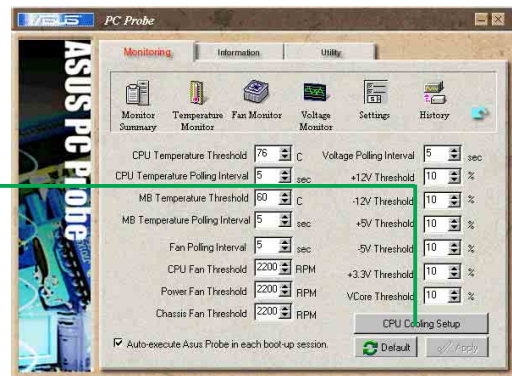 ASUS PC Probe
Asus PC Probe
Monitoring Information Utility
Monitor Summary
Temperature Monitor
Fan Monitor
Voltage Monitor
Settings
History
CPU Temperature Threshold 76 C
Voltage Polling Interval 5 sec
CPU Temperature Polling Interval 5 sec
+12V Threshold 10 %
MB Temperature Threshold 60 C
-12V Threshold 10 %
MB Temperature Polling Interval 5 sec
+5V Threshold 10 %
Fan Polling Interval 5 sec
-5V Threshold 10 %
CPU Fan Threshold 2200 RPM
+3.3V Threshold 10 %
Power Fan Threshold 2200 RPM
VCore Threshold 10 %
Chassis Fan Threshold 2200 RPM
CPU Cooling Setup
Auto-execute Asus Probe in each boot-up session.
Default
Apply